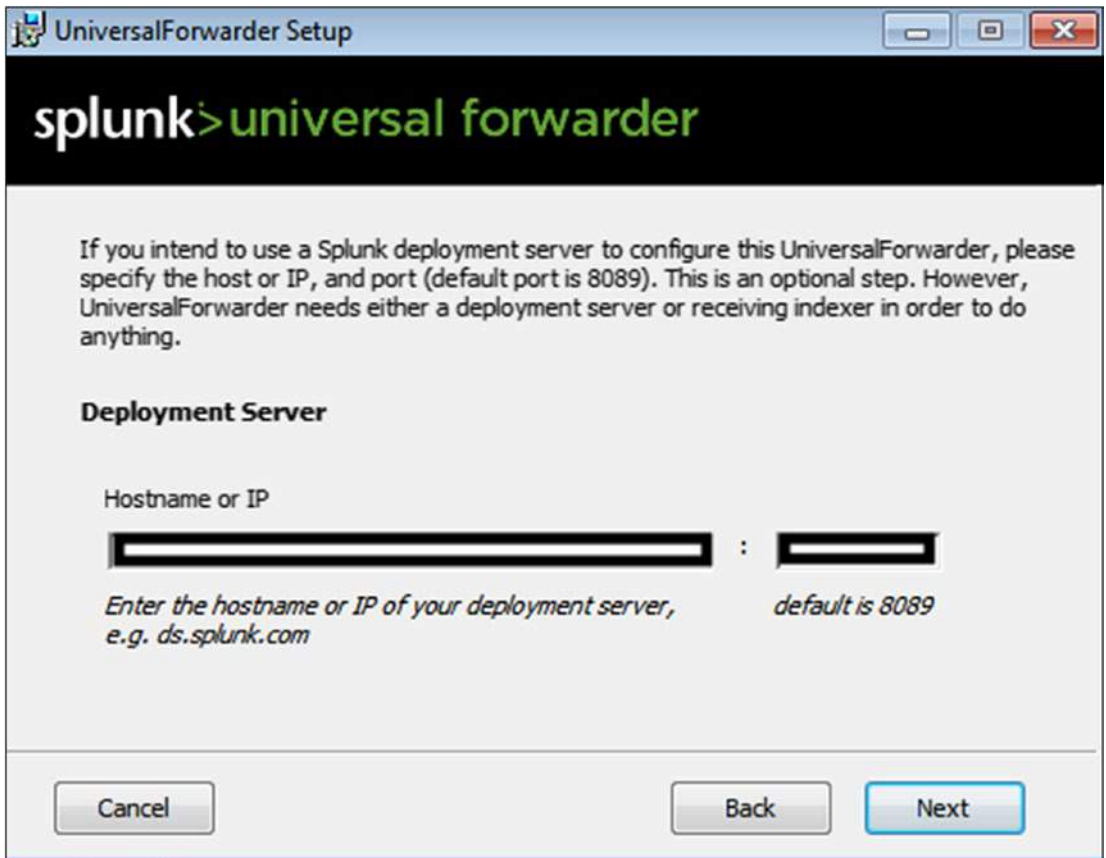 UniversalForwarder Setup
splunk>universal forwarder
If you intend to use a Splunk deployment server to configure this UniversalForwarder, please
specify the host or IP, and port (default port is 8089). This is an optional step. However,
UniversalForwarder needs either a deployment server or receiving indexer in order to do
anything.
Deployment Server
Hostname or IP
:
Enter the hostname or IP of your deployment server,
e.g. ds.splunk.com
default is 8089
Cancel
Back
Next